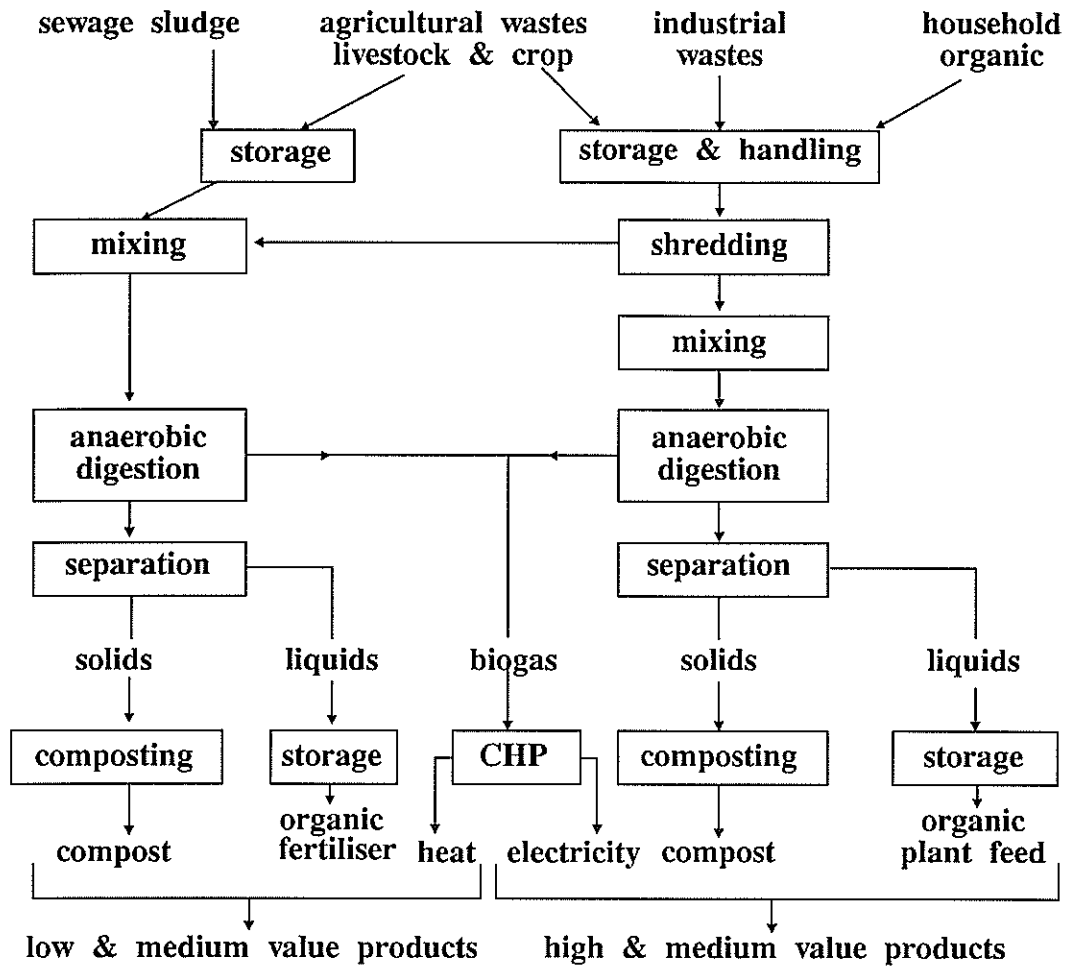 sewage sludge
agricultural wastes
livestock & crop
industrial
wastes
household
organic
storage
storage & handling
mixing
shredding
mixing
anaerobic
digestion
anaerobic
digestion
separation
separation
solids
liquids
biogas
solids
liquids
composting
storage
CHP
composting
storage
compost
organic
fertiliser
heat
electricity
compost
organic
plant feed
low & medium value products
high & medium value products